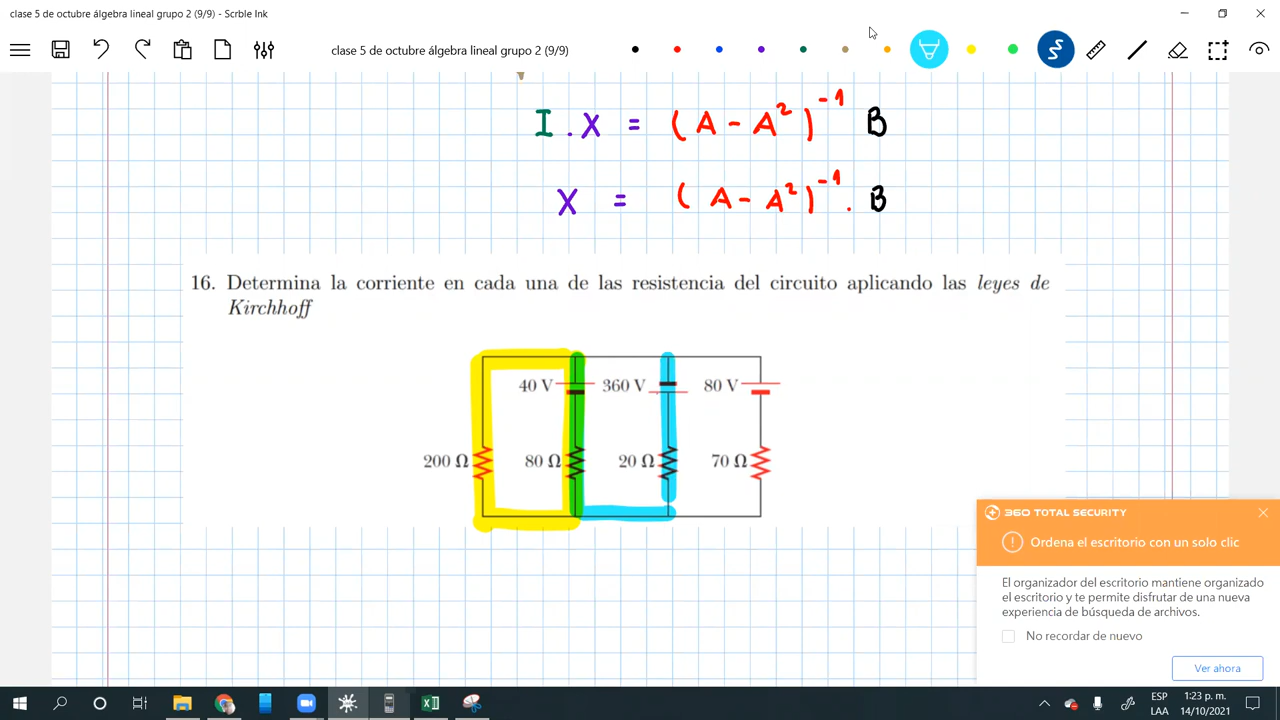 clase 5 de octubre álgebra lineal grupo 2 (9/9) - Scrble Ink
clase 5 de octubre álgebra lineal grupo 2 (9/9)
I . X = (A - A²)⁻¹ B
X = (A - A²)⁻¹ . B
16. Determina la corriente en cada una de las resistencia del circuito aplicando las leyes de
Kirchhoff
40 V 360 V 80 V
200 Ω 80 Ω 20 Ω 70 Ω
360 TOTAL SECURITY
Ordena el escritorio con un solo clic
El organizador del escritorio mantiene organizado
el escritorio y te permite disfrutar de una nueva
experiencia de búsqueda de archivos.
No recordar de nuevo
Ver ahora
ESP
LAA
1:23 p. m.
14/10/2021